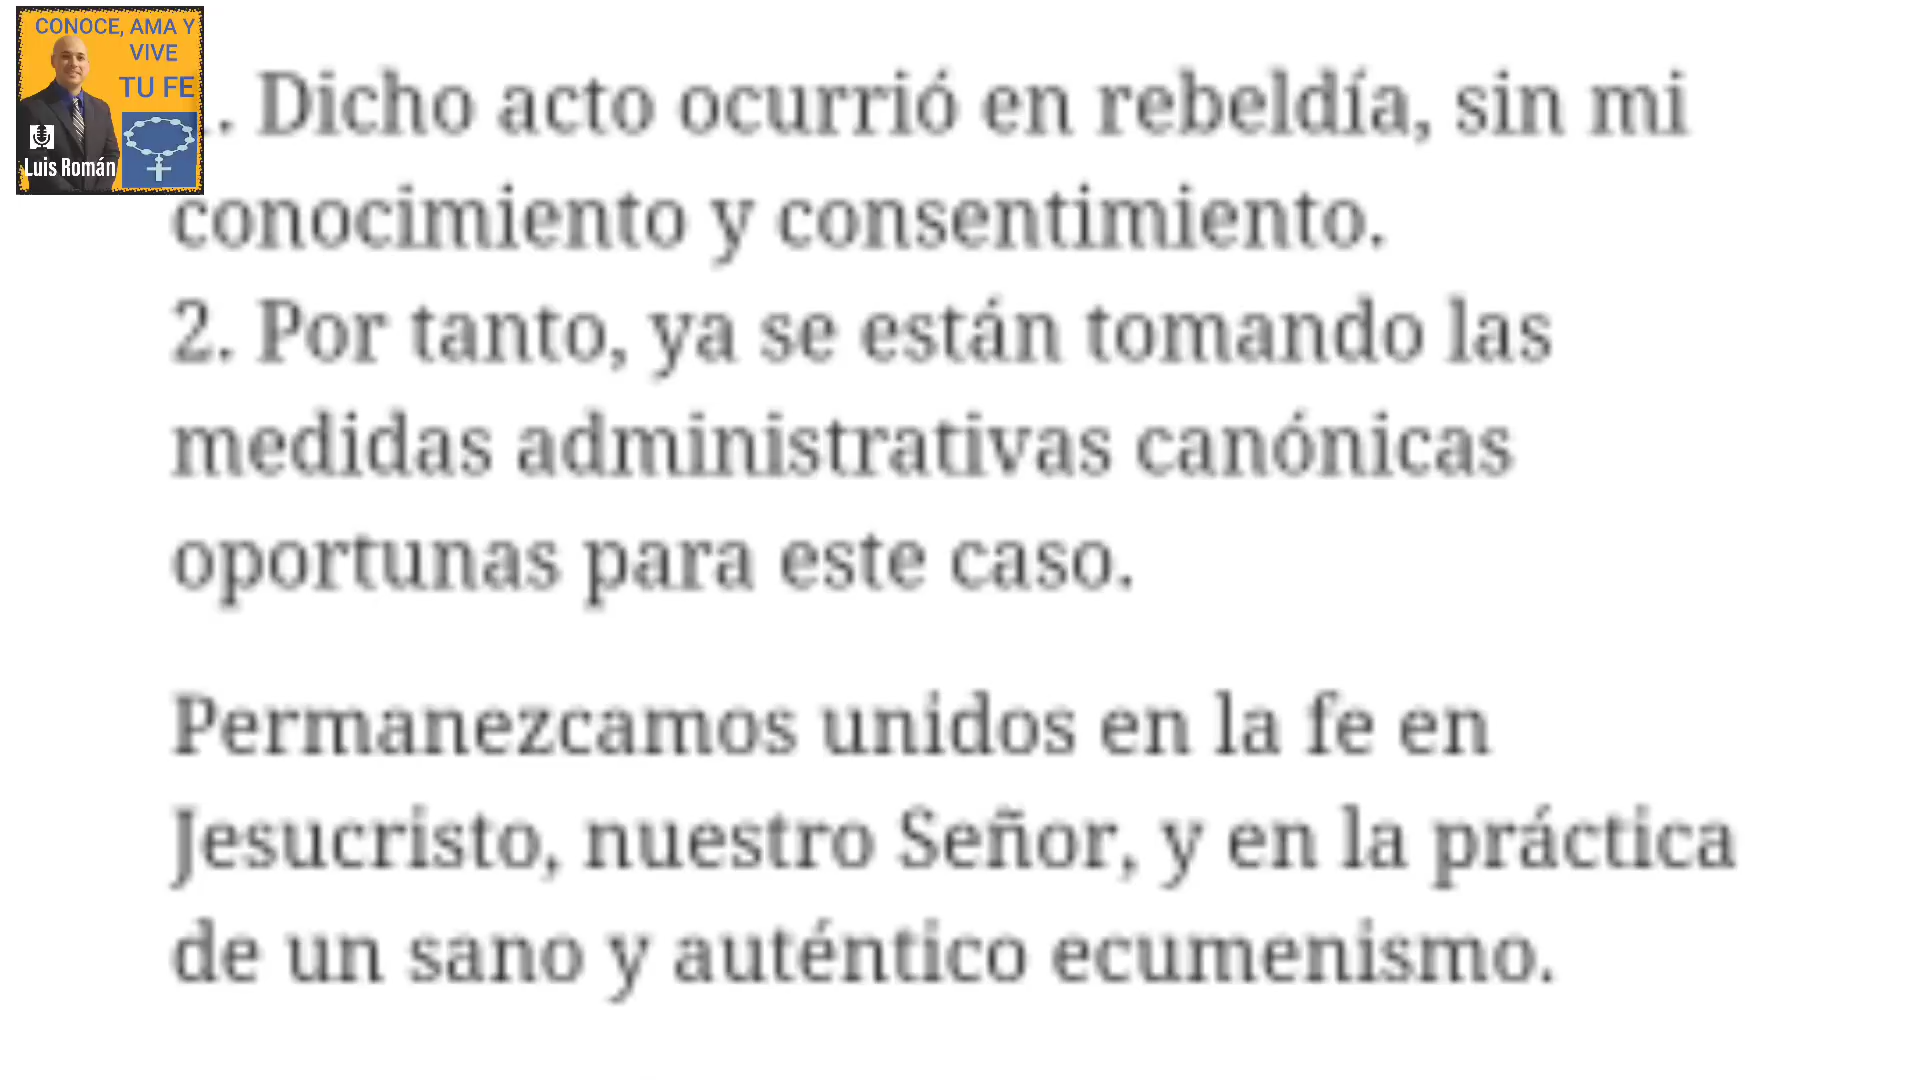 CONOCE, AMA Y
VIVE
TU FE
Luis Román
. Dicho acto ocurrió en rebeldía, sin mi
conocimiento y consentimiento.
2. Por tanto, ya se están tomando las
medidas administrativas canónicas
oportunas para este caso.
Permanezcamos unidos en la fe en
Jesucristo, nuestro Señor, y en la práctica
de un sano y auténtico ecumenismo.